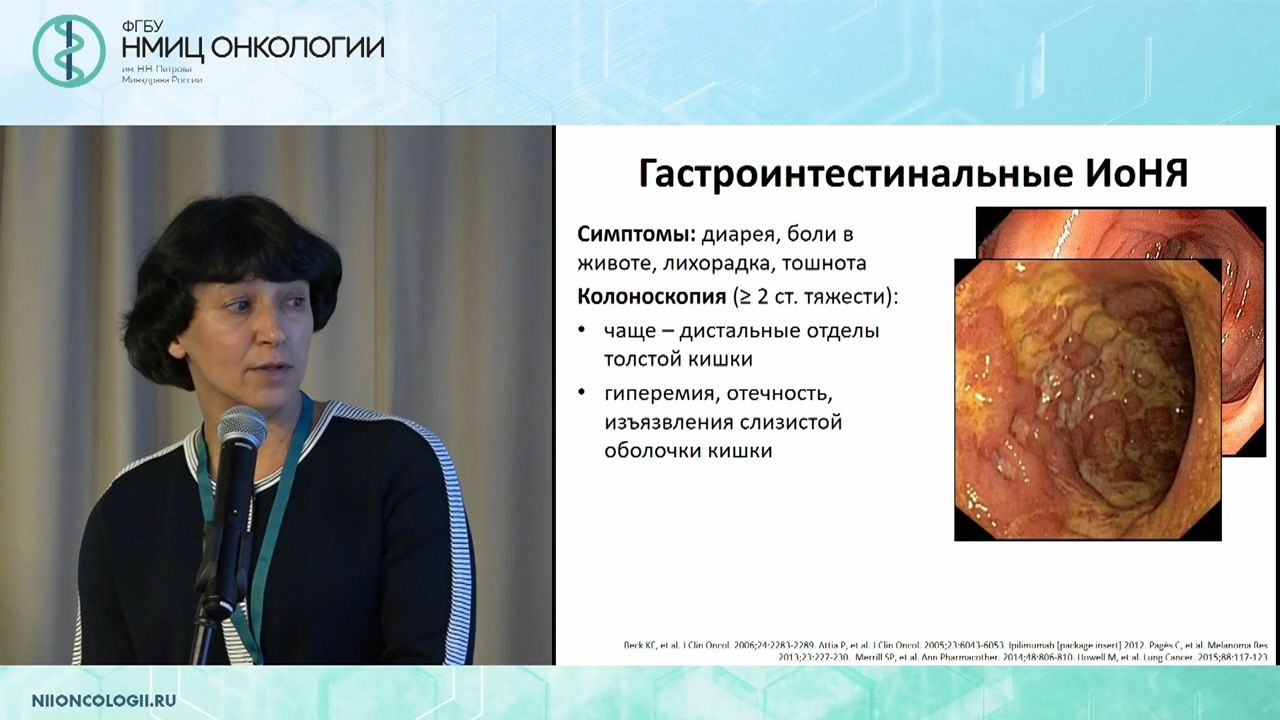 ФГБУ
НМИЦ ОНКОЛОГИИ
им. Н.Н. Петрова
Минздрава России
Гастроинтестинальные ИоНЯ
Симптомы: диарея, боли в
животе, лихорадка, тошнота
Колоноскопия (≥ 2 ст. тяжести):
• чаще – дистальные отделы
толстой кишки
• гиперемия, отечность,
изъязвления слизистой
оболочки кишки
Beck KE, et al. J Clin Oncol. 2006;24:2283-2289. Attia P, et al. J Clin Oncol. 2005;23:6043-6053. Ipilimumab [package insert] 2012. Pagès C, et al. Melanoma Res
2013;23:227-230. Merrill SP, et al. Ann Pharmacother. 2014;48:806-810. Howell M, et al. Lung Cancer. 2015;88:117-123
NIIONCOLOGII.RU